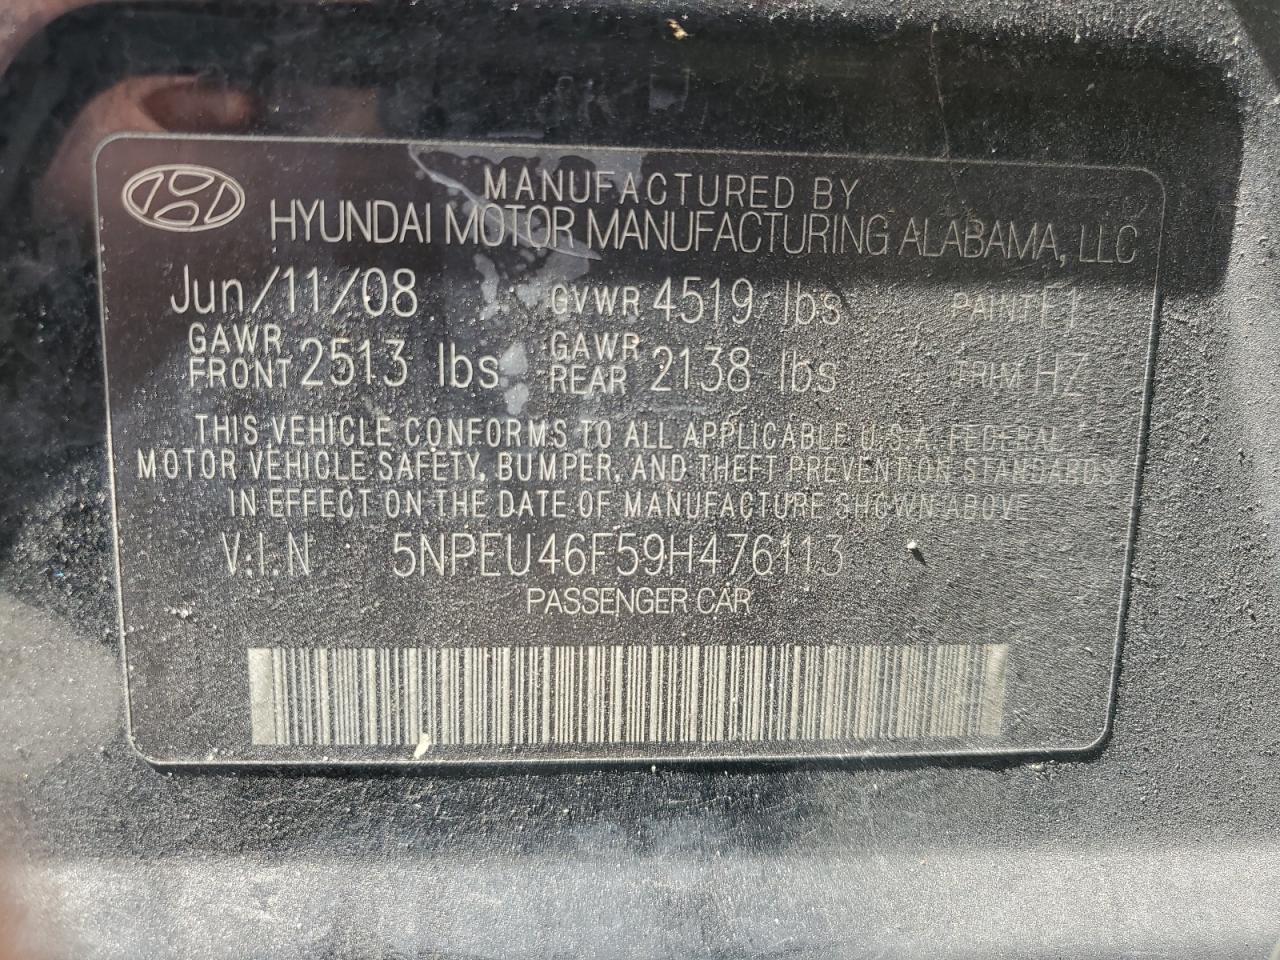 MANUFACTURED BY
HYUNDAI MOTOR MANUFACTURING ALABAMA, LLC
Jun/11/08 GVWR 4519 lbs PAINT F1
GAWR FRONT 2513 lbs GAWR REAR 2138 lbs TRIM HZ
THIS VEHICLE CONFORMS TO ALL APPLICABLE U.S.A. FEDERAL
MOTOR VEHICLE SAFETY, BUMPER, AND THEFT PREVENTION STANDARDS
IN EFFECT ON THE DATE OF MANUFACTURE SHOWN ABOVE
V.I.N 5NPEU46F59H476113
PASSENGER CAR